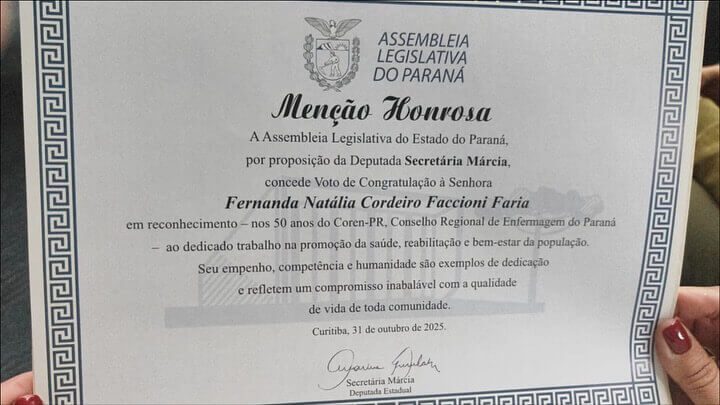 ASSEMBLEIA
LEGISLATIVA
DO PARANÁ
Menção Honrosa
A Assembleia Legislativa do Estado do Paraná,
por proposição da Deputada Secretária Márcia,
concede Voto de Congratulação à Senhora
Fernanda Natália Cordeiro Faccioni Faria
em reconhecimento – nos 50 anos do Coren-PR, Conselho Regional de Enfermagem do Paraná
– ao dedicado trabalho na promoção da saúde, reabilitação e bem-estar da população.
Seu empenho, competência e humanidade são exemplos de dedicação
e refletem um compromisso inabalável com a qualidade
de vida de toda comunidade.
Curitiba, 31 de outubro de 2025.
Secretária Márcia
Deputada Estadual